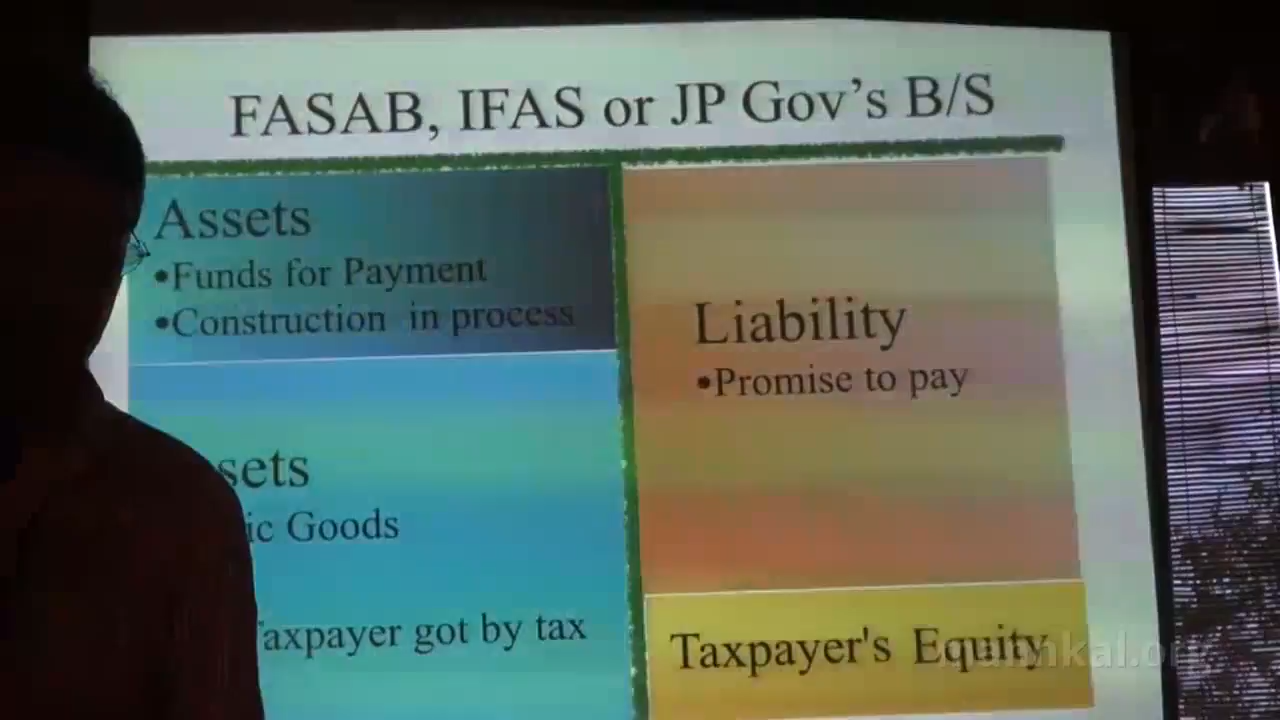 FASAB, IFAS or JP Gov's B/S
Assets
•Funds for Payment
•Construction in process
sets
ic Goods
axpayer got by tax
Liability
•Promise to pay
Taxpayer's Equity